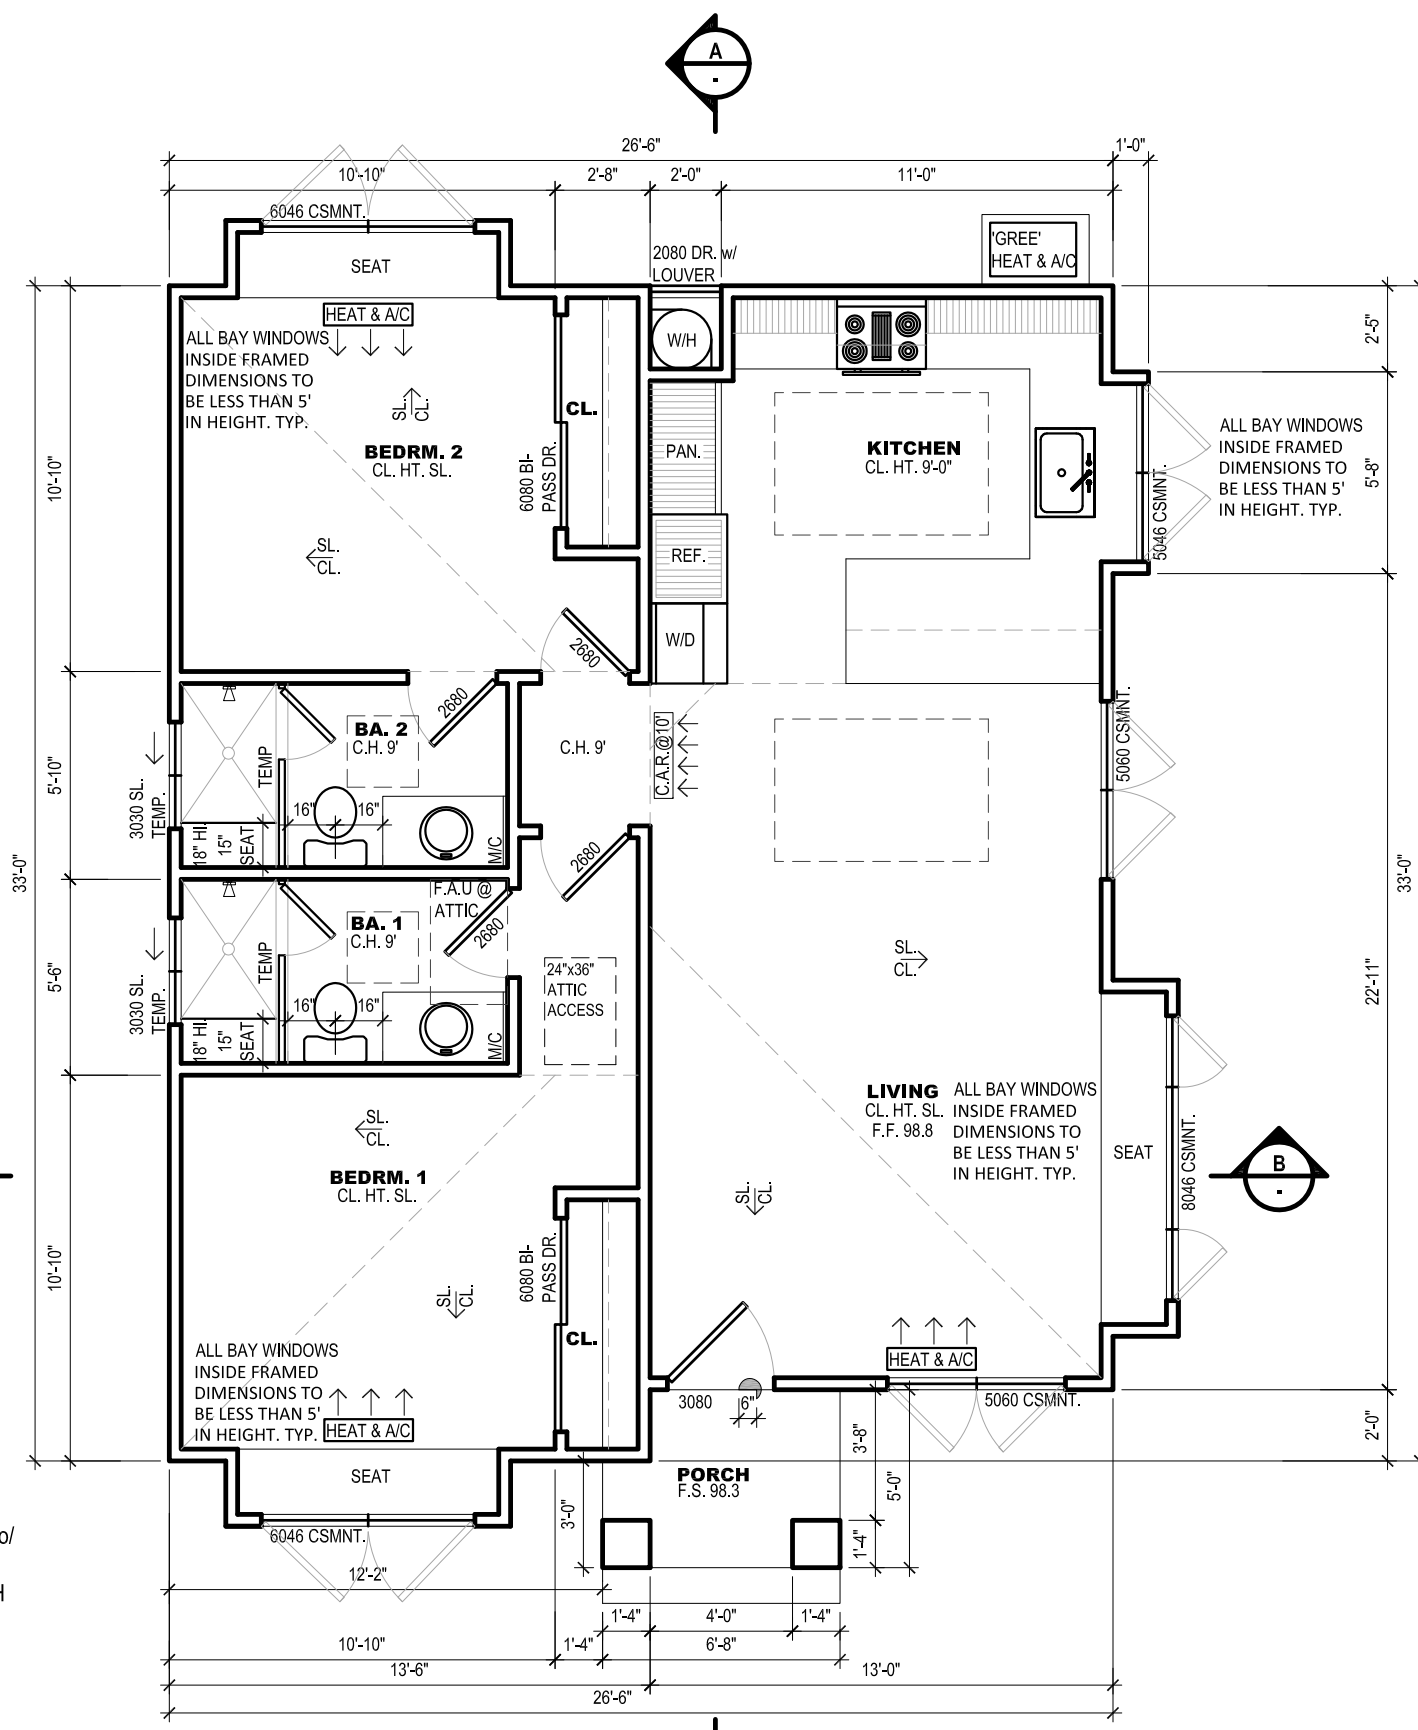 A
-
26'-6"
1'-0"
10'-10"
2'-8"
2'-0"
11'-0"
6046 CSMNT.
SEAT
2080 DR. w/
LOUVER
'GREE'
HEAT & A/C
HEAT & A/C
ALL BAY WINDOWS
INSIDE FRAMED
DIMENSIONS TO
BE LESS THAN 5'
IN HEIGHT. TYP.
SL.
CL.
BEDRM. 2
CL. HT. SL.
SL.
CL.
CL.
6080 BI-
PASS DR.
W/H
PAN.
REF.
W/D
KITCHEN
CL. HT. 9'-0"
5046 CSMNT.
ALL BAY WINDOWS
INSIDE FRAMED
DIMENSIONS TO
BE LESS THAN 5'
IN HEIGHT. TYP.
2'-5"
5'-8"
22'-11"
2'-0"
33'-0"
33'-0"
10'-10"
5'-10"
5'-6"
10'-10"
2680
2680
BA. 2
C.H. 9'
C.H. 9'
C.A.R.@10'
TEMP
16"
16"
3030 SL.
TEMP.
18" HI.
15"
SEAT
M/C
2680
5060 CSMNT.
F.A.U @
ATTIC
2680
BA. 1
C.H. 9'
TEMP
16"
16"
3030 SL.
TEMP.
18" HI.
15"
SEAT
M/C
24"x36"
ATTIC
ACCESS
SL.
CL.
LIVING
CL. HT. SL.
F.F. 98.8
ALL BAY WINDOWS
INSIDE FRAMED
DIMENSIONS TO
BE LESS THAN 5'
IN HEIGHT. TYP.
SEAT
8046 CSMNT.
B
-
SL.
CL.
SL.
CL.
BEDRM. 1
CL. HT. SL.
SL.
CL.
6080 BI-
PASS DR.
CL.
ALL BAY WINDOWS
INSIDE FRAMED
DIMENSIONS TO
BE LESS THAN 5'
IN HEIGHT. TYP.
HEAT & A/C
HEAT & A/C
3080
6"
5060 CSMNT.
SEAT
PORCH
F.S. 98.3
3'-8"
5'-0"
1'-4"
3'-0"
6046 CSMNT.
o/
H
12'-2"
1'-4"
4'-0"
1'-4"
10'-10"
1'-4"
6'-8"
13'-6"
13'-0"
26'-6"